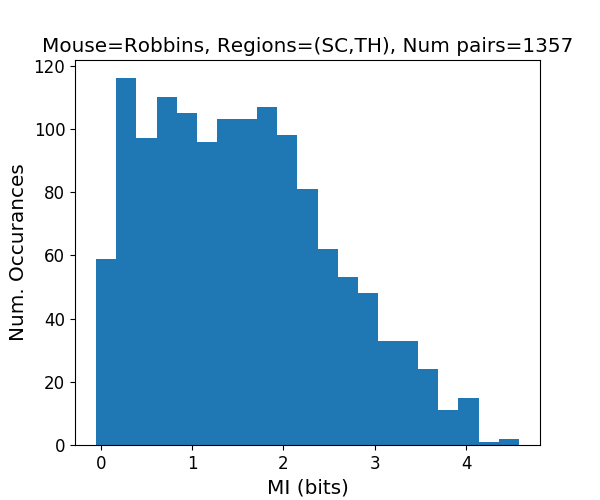 Mouse=Robbins, Regions=(SC,TH), Num pairs=1357
120
100
80
60
40
20
0
Num. Occurances
0 1 2 3 4
MI (bits)